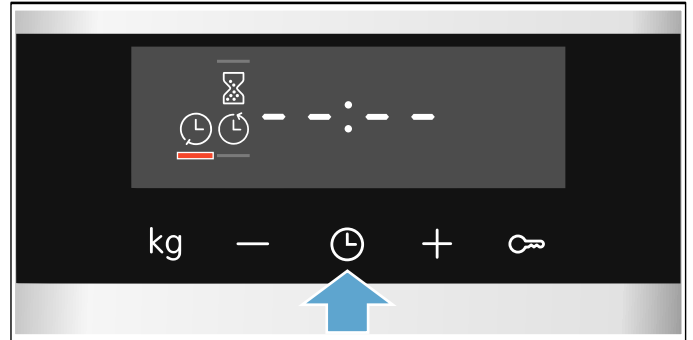 --:--
kg — +